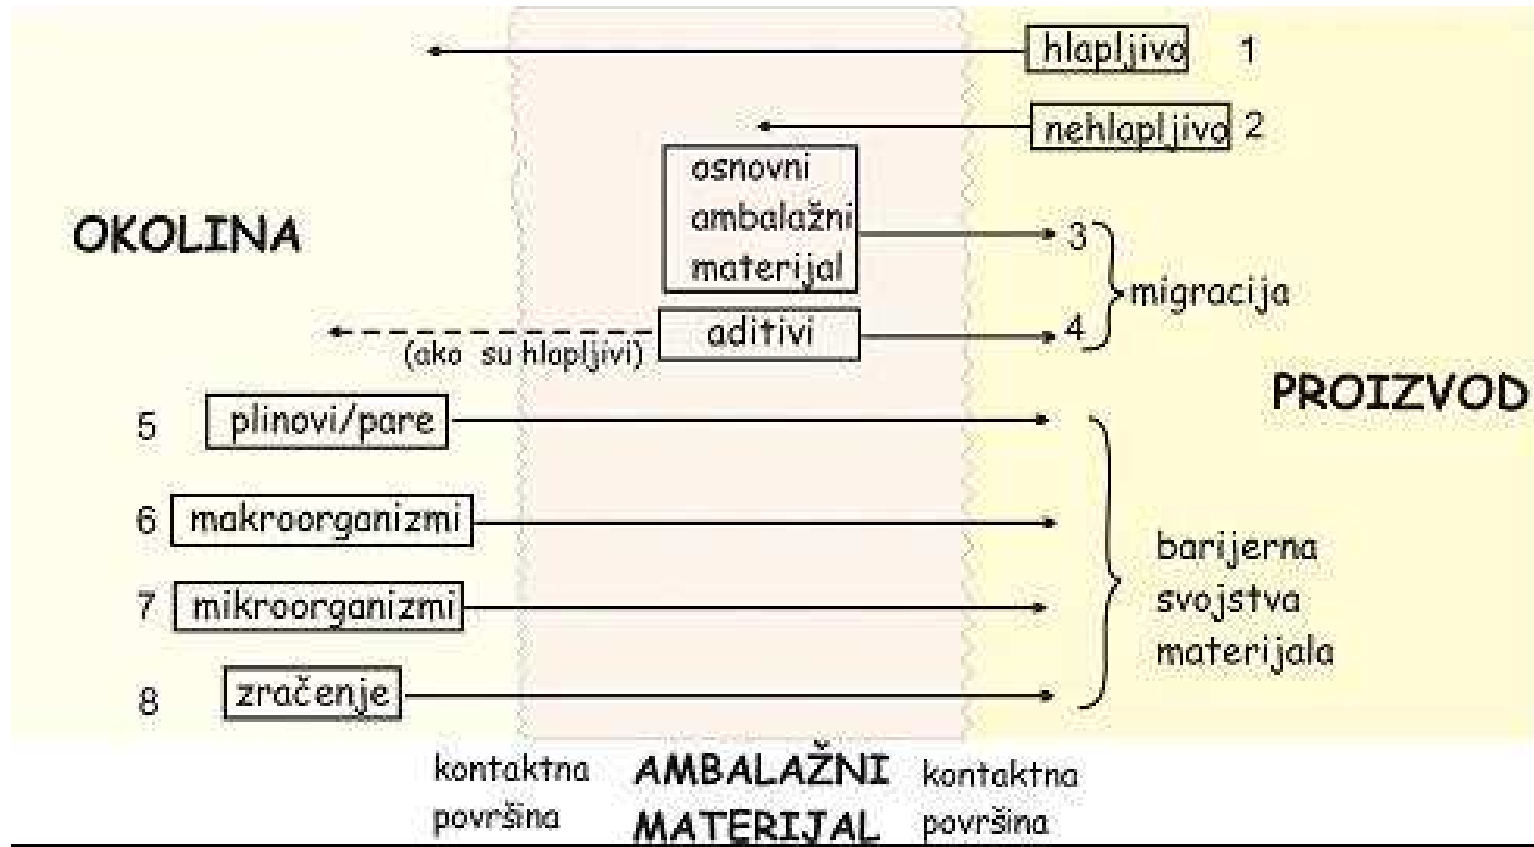 hlapljivo 1
nehlapljivo 2
osnovni
ambalažni
materijal
3
OKOLINA
migracija
aditivi
4
(ako su hlapljivi)
PROIZVOD
5 plinovi/pare
6 makroorganizmi
barijerna
svojstva
materijala
7 mikroorganizmi
8 zračenje
kontaktna
površina
AMBALAŽNI
MATERIJAL
kontaktna
površina